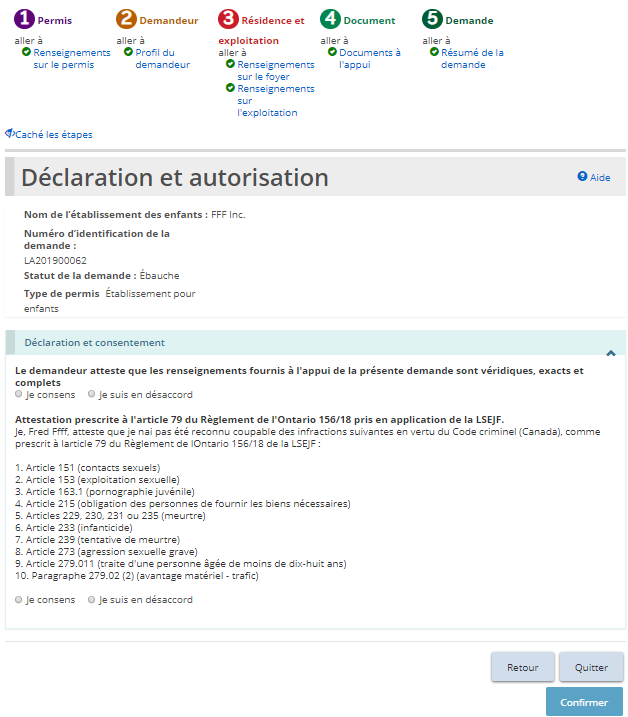 1 Permis
aller à
Renseignements
sur le permis
2 Demandeur
aller à
Profil du
demandeur
3 Résidence et
exploitation
aller à
Renseignements
sur le foyer
Renseignements
sur
l'exploitation
4 Document
aller à
Documents à
l'appui
5 Demande
aller à
Résumé de la
demande
Caché les étapes
Déclaration et autorisation
Aide
Nom de l'établissement des enfants : FFF Inc.
Numéro d'identification de la
demande :
LA201900062
Statut de la demande : Ébauche
Type de permis Établissement pour
enfants
Déclaration et consentement
Le demandeur atteste que les renseignements fournis à l'appui de la présente demande sont véridiques, exacts et
complets
Je consens Je suis en désaccord
Attestation prescrite à l'article 79 du Règlement de l'Ontario 156/18 pris en application de la LSEJF.
Je, Fred Ffff, atteste que je nai pas été reconnu coupable des infractions suivantes en vertu du Code criminel (Canada), comme
prescrit à larticle 79 du Règlement de lOntario 156/18 de la LSEJF :
1. Article 151 (contacts sexuels)
2. Article 153 (exploitation sexuelle)
3. Article 163.1 (pornographie juvénile)
4. Article 215 (obligation des personnes de fournir les biens nécessaires)
5. Articles 229, 230, 231 ou 235 (meurtre)
6. Article 233 (infanticide)
7. Article 239 (tentative de meurtre)
8. Article 273 (agression sexuelle grave)
9. Article 279.011 (traite d'une personne âgée de moins de dix-huit ans)
10. Paragraphe 279.02 (2) (avantage matériel - trafic)
Je consens Je suis en désaccord
Retour
Quitter
Confirmer